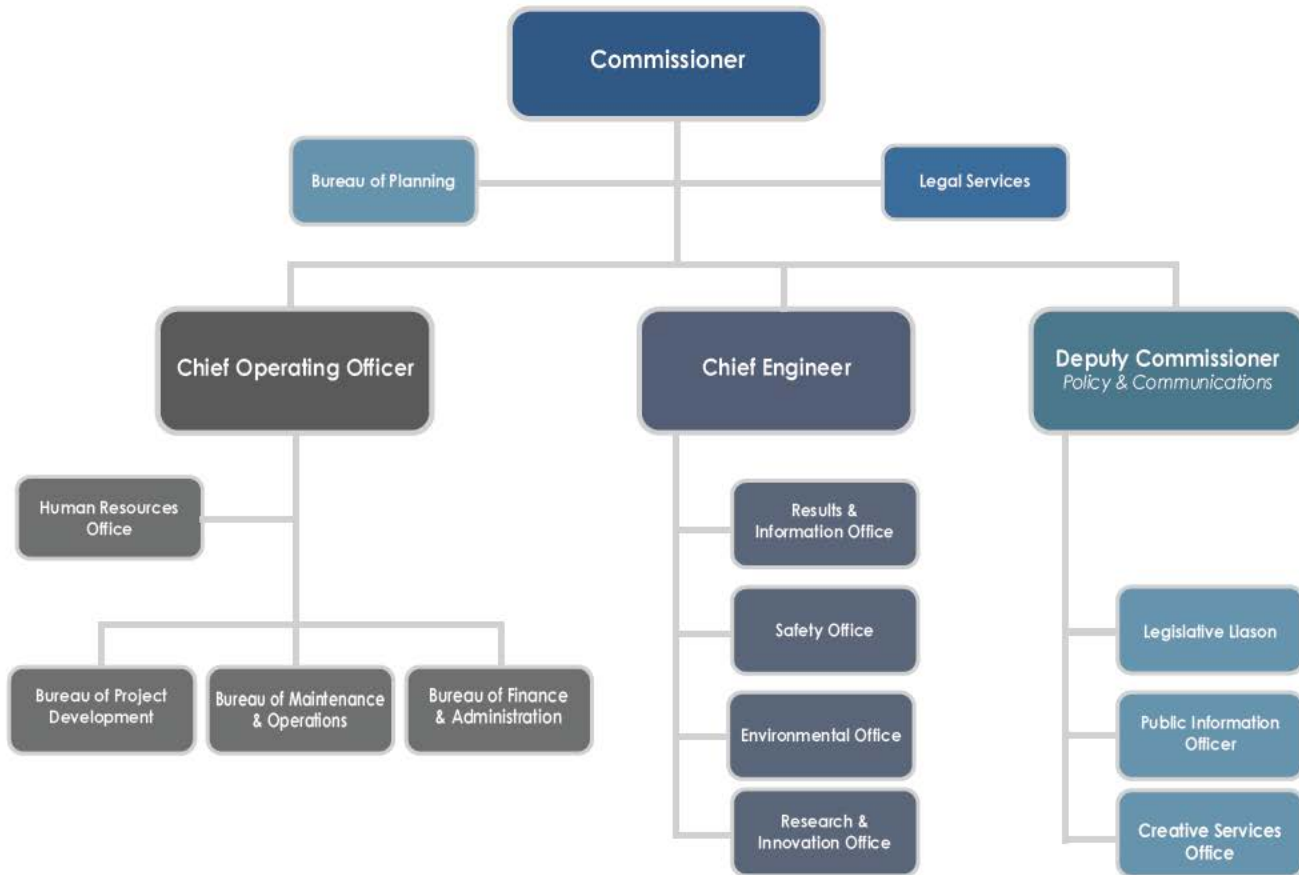 Commissioner
Bureau of Planning
Legal Services
Chief Operating Officer
Chief Engineer
Deputy Commissioner
Policy & Communications
Human Resources
Office
Results &
Information Office
Safety Office
Legislative Liason
Bureau of Project
Development
Bureau of Maintenance
& Operations
Bureau of Finance
& Administration
Environmental Office
Public Information
Officer
Research &
Innovation Office
Creative Services
Office